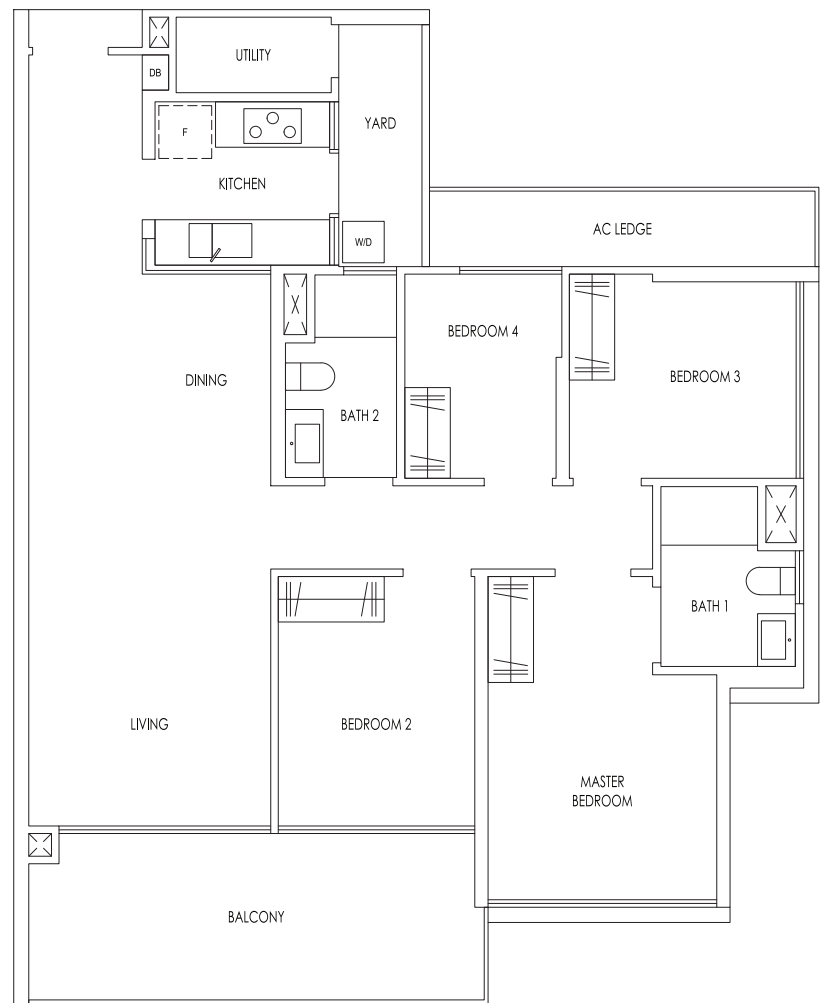 UTILITY
DB
YARD
F
KITCHEN
AC LEDGE
W/D
BEDROOM 4
DINING
BEDROOM 3
BATH 2
BATH 1
LIVING
BEDROOM 2
MASTER
BEDROOM
BALCONY